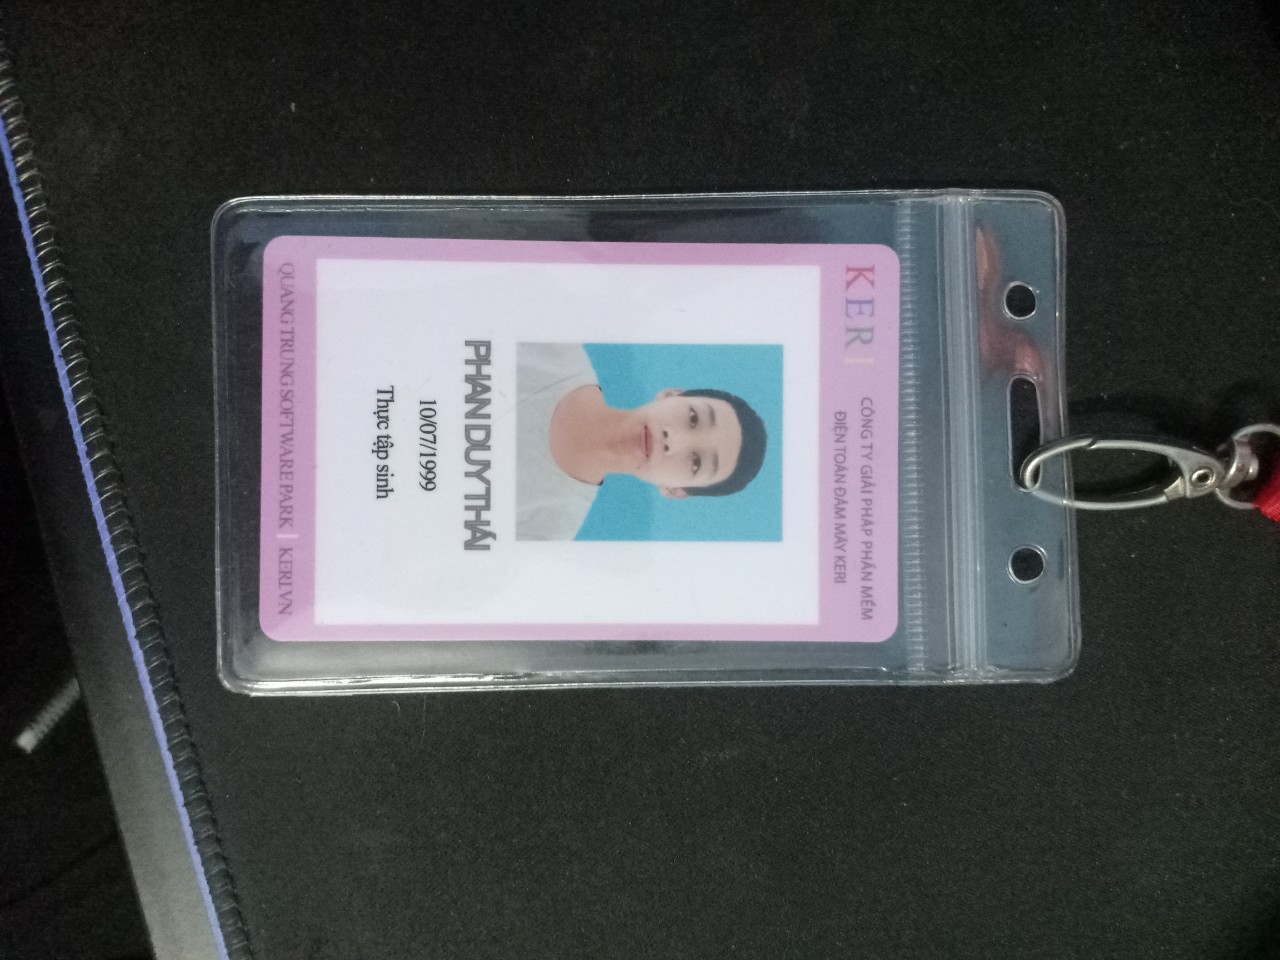 KERI
CÔNG TY GIẢI PHÁP PHẦN MỀM
ĐIỆN TOÁN ĐÁM MÂY KERI
PHAN DUY THÁI
10/07/1999
Thực tập sinh
QUANG TRUNG SOFTWARE PARK | KERI.VN